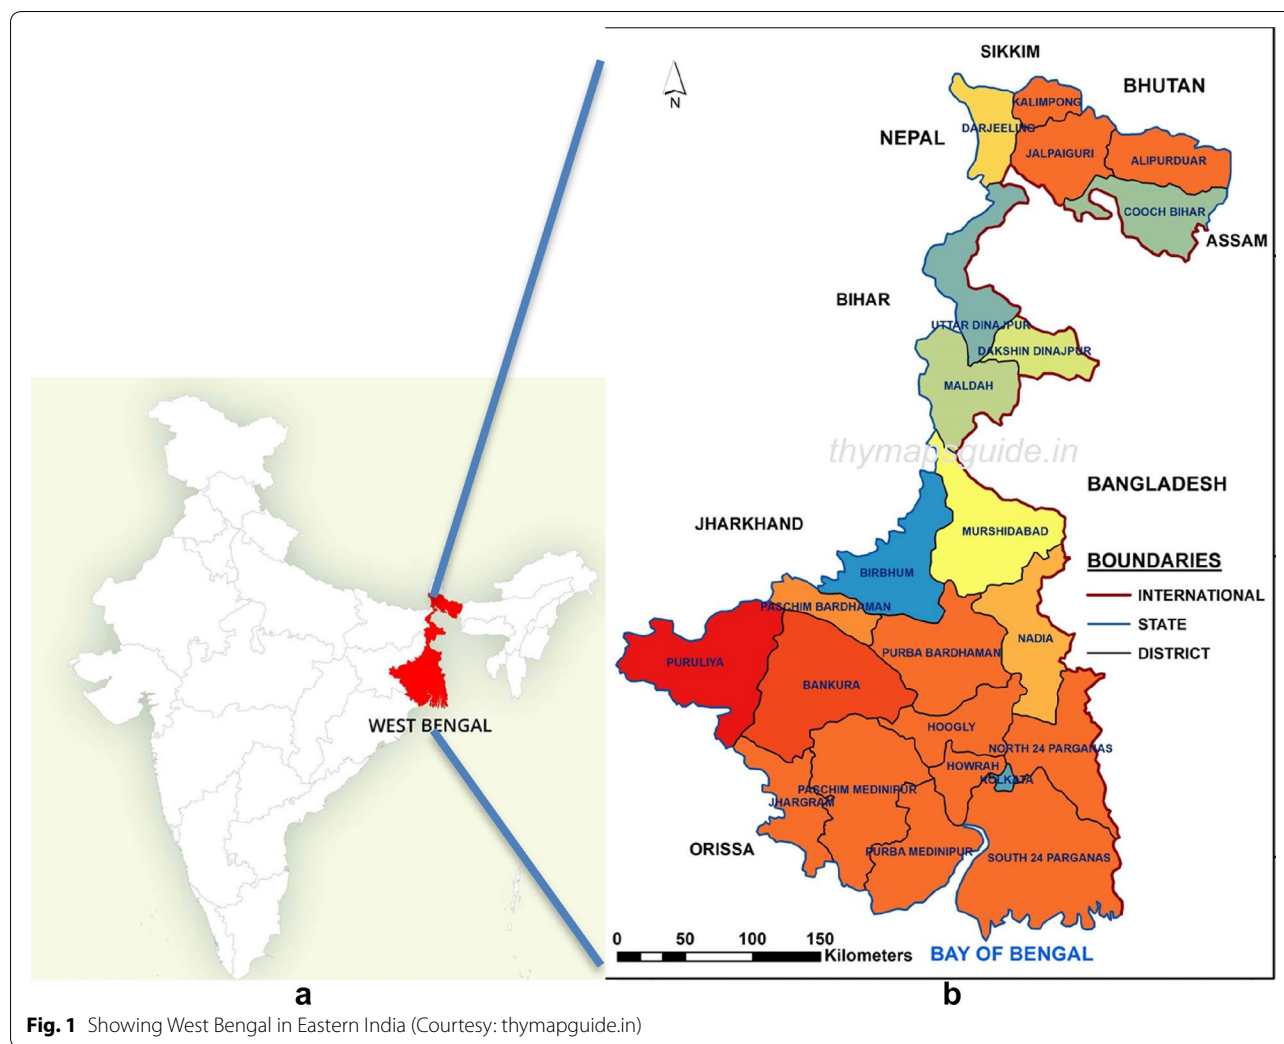 SIKKIM
BHUTAN
N
KALIMPONG
DARJEELING
NEPAL
JALPAIGURI
ALIPURDUAR
COOCH BIHAR
ASSAM
BIHAR
UTTAR DINAJPUR
DAKSHIN DINAJPUR
MALDAH
thymapsguide.in
BANGLADESH
JHARKHAND
MURSHIDABAD
BOUNDARIES
BIRBHUM
INTERNATIONAL
PASCHIM BARDHAMAN
STATE
NADIA
PURBA BARDHAMAN
DISTRICT
PURULIYA
BANKURA
WEST BENGAL
HOOGLY
NORTH 24 PARGANAS
HOWRAH
KOLKATA
PASCHIM MEDINIPUR
JHARGRAM
ORISSA
PURBA MEDINIPUR
SOUTH 24 PARGANAS
0 50 100 150
Kilometers
BAY OF BENGAL
a
b
Fig. 1 Showing West Bengal in Eastern India (Courtesy: thymapguide.in)